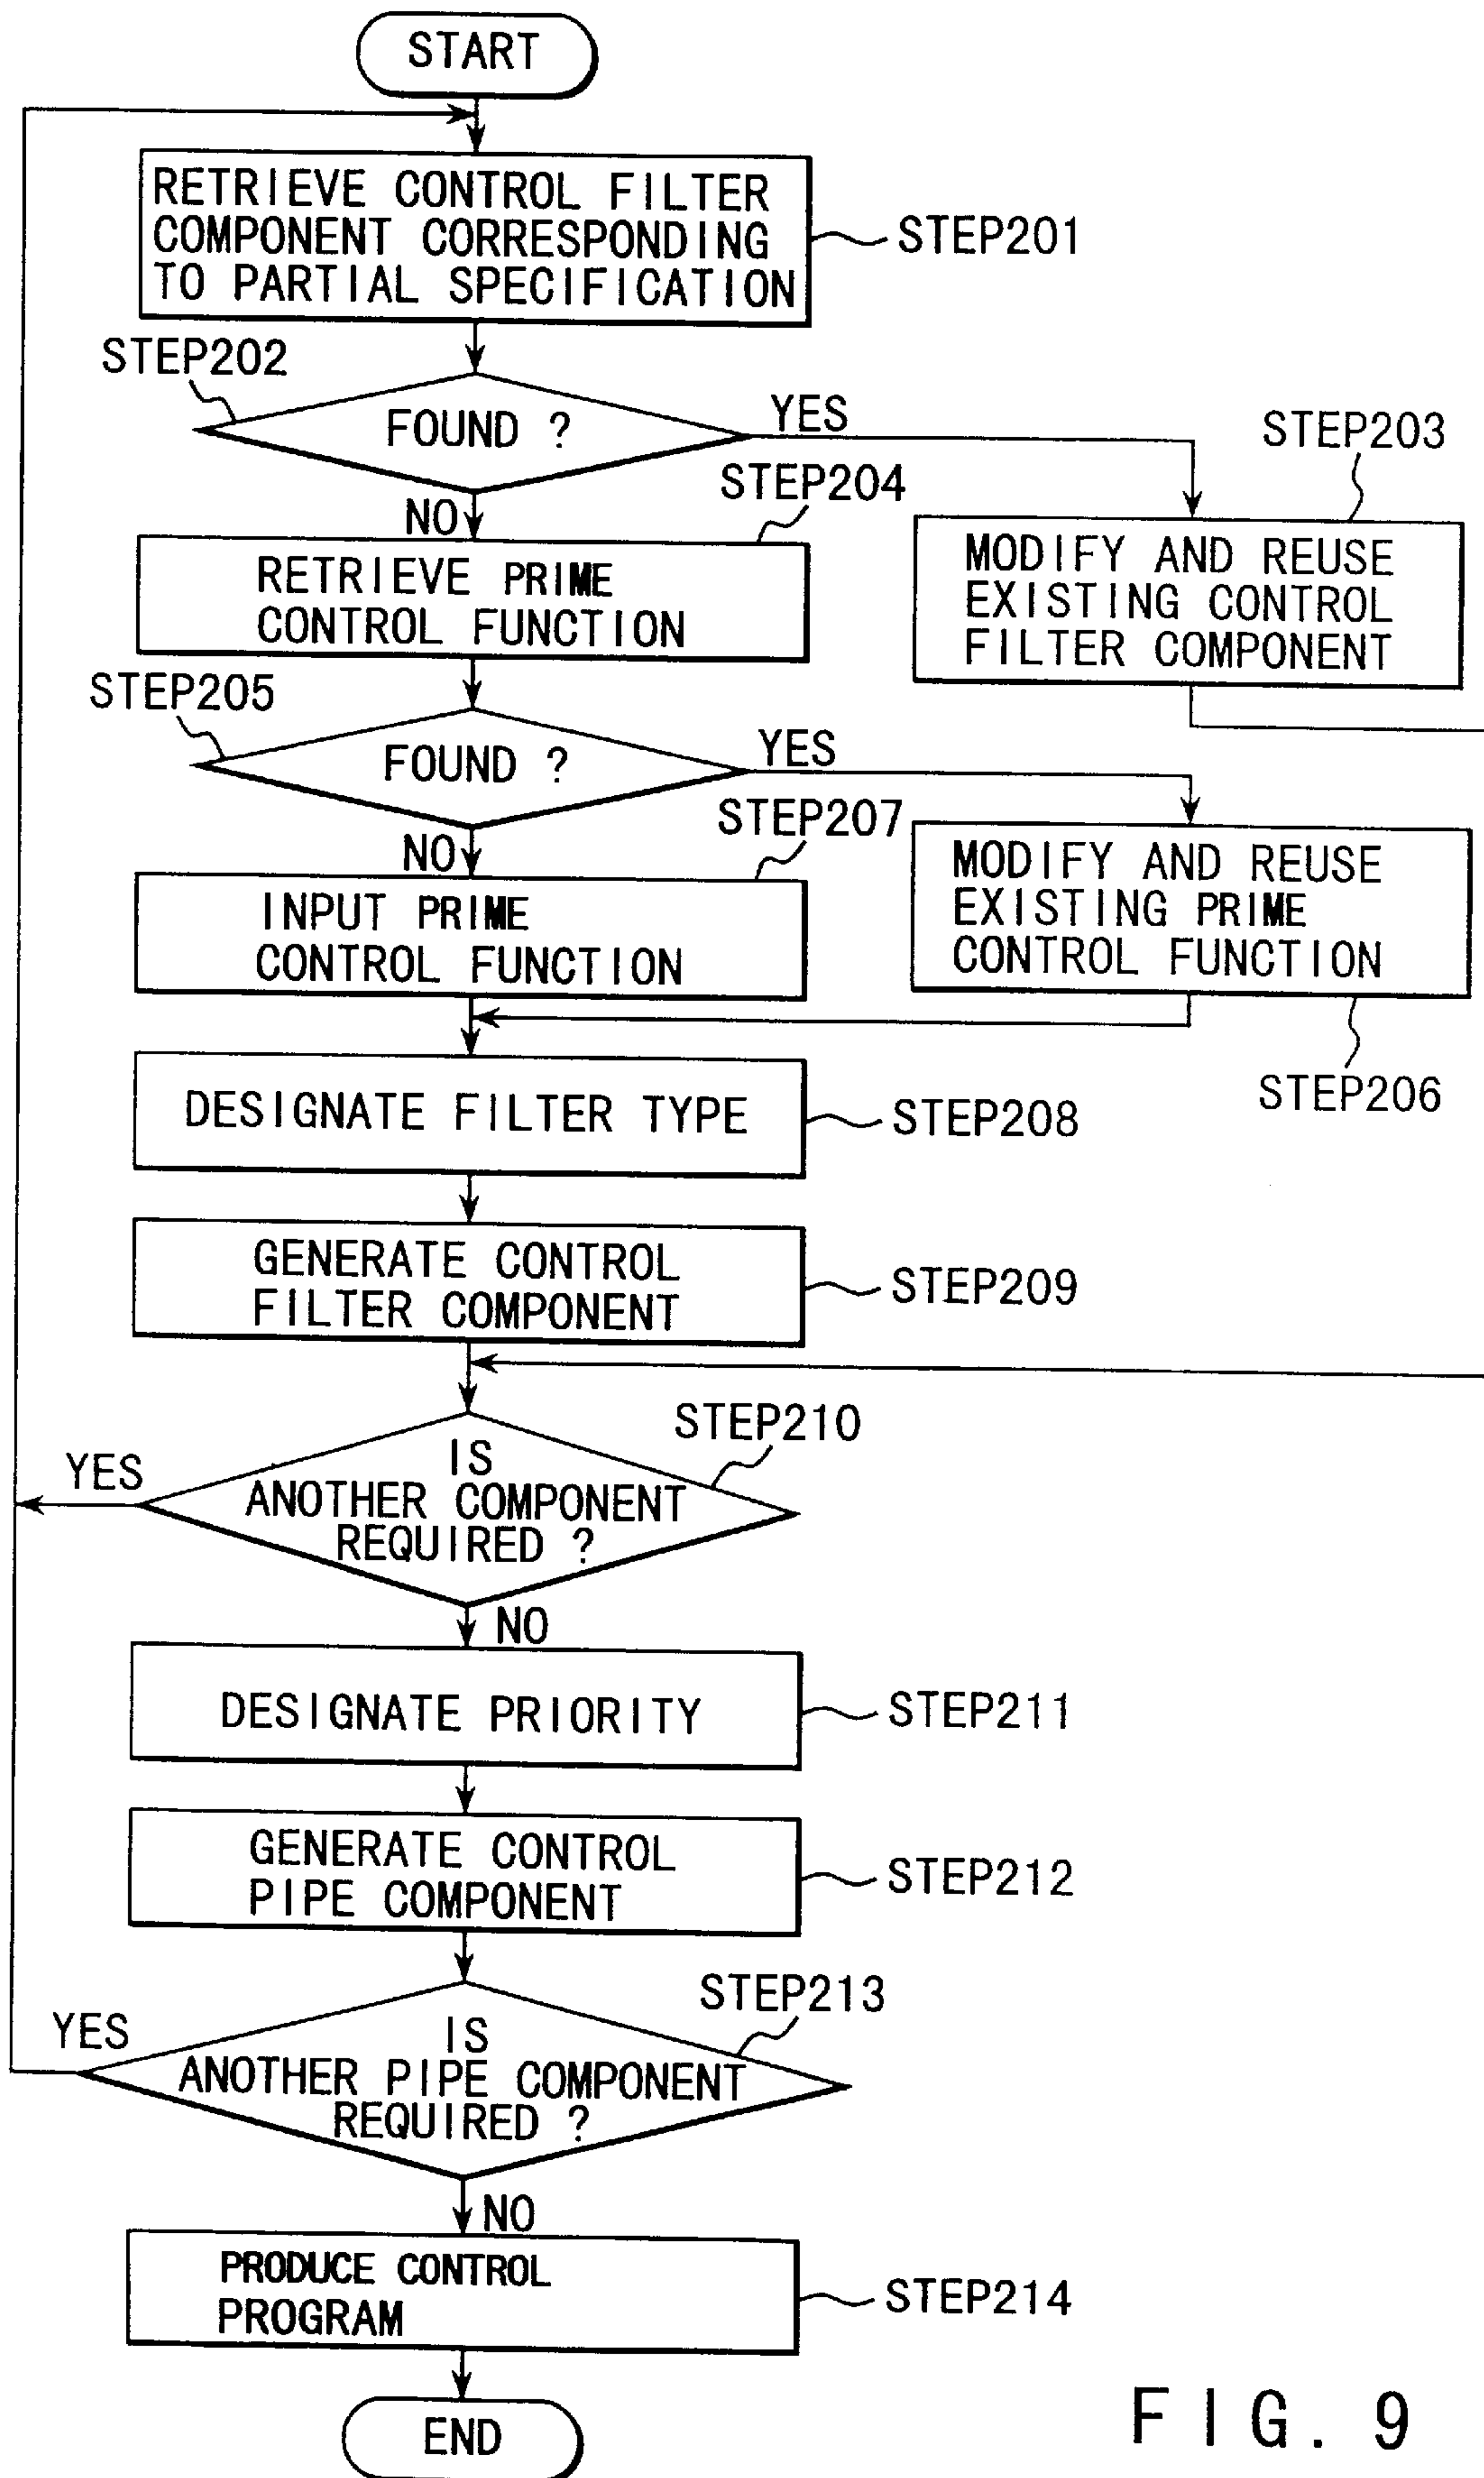 START
RETRIEVE CONTROL FILTER
COMPONENT CORRESPONDING
TO PARTIAL SPECIFICATION
STEP201
STEP202
FOUND ?
YES
STEP203
NO
STEP204
RETRIEVE PRIME
CONTROL FUNCTION
MODIFY AND REUSE
EXISTING CONTROL
FILTER COMPONENT
STEP205
FOUND ?
YES
NO
STEP207
INPUT PRIME
CONTROL FUNCTION
MODIFY AND REUSE
EXISTING PRIME
CONTROL FUNCTION
STEP206
DESIGNATE FILTER TYPE
STEP208
GENERATE CONTROL
FILTER COMPONENT
STEP209
STEP210
YES
IS
ANOTHER COMPONENT
REQUIRED ?
NO
DESIGNATE PRIORITY
STEP211
GENERATE CONTROL
PIPE COMPONENT
STEP212
STEP213
YES
IS
ANOTHER PIPE COMPONENT
REQUIRED ?
NO
PRODUCE CONTROL
PROGRAM
STEP214
END
FIG. 9